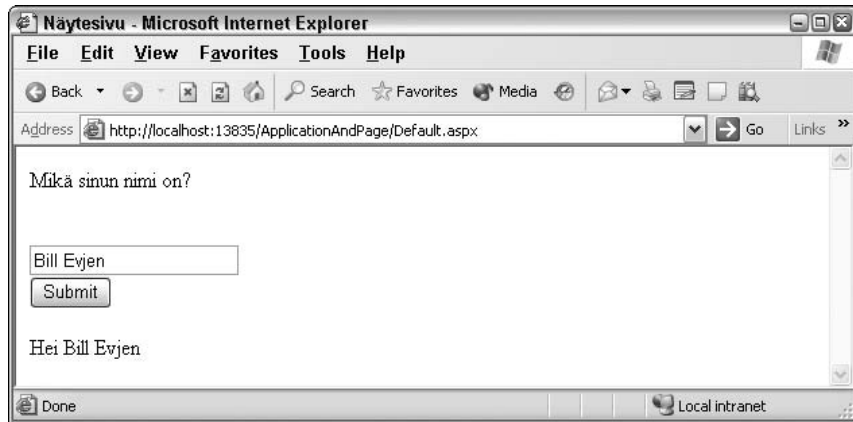 Näytesivu - Microsoft Internet Explorer
File Edit View Favorites Tools Help
Back Search Favorites Media
Address http://localhost:13835/ApplicationAndPage/Default.aspx Go Links »
Mikä sinun nimi on?
Bill Evjen
Submit
Hei Bill Evjen
Done Local intranet